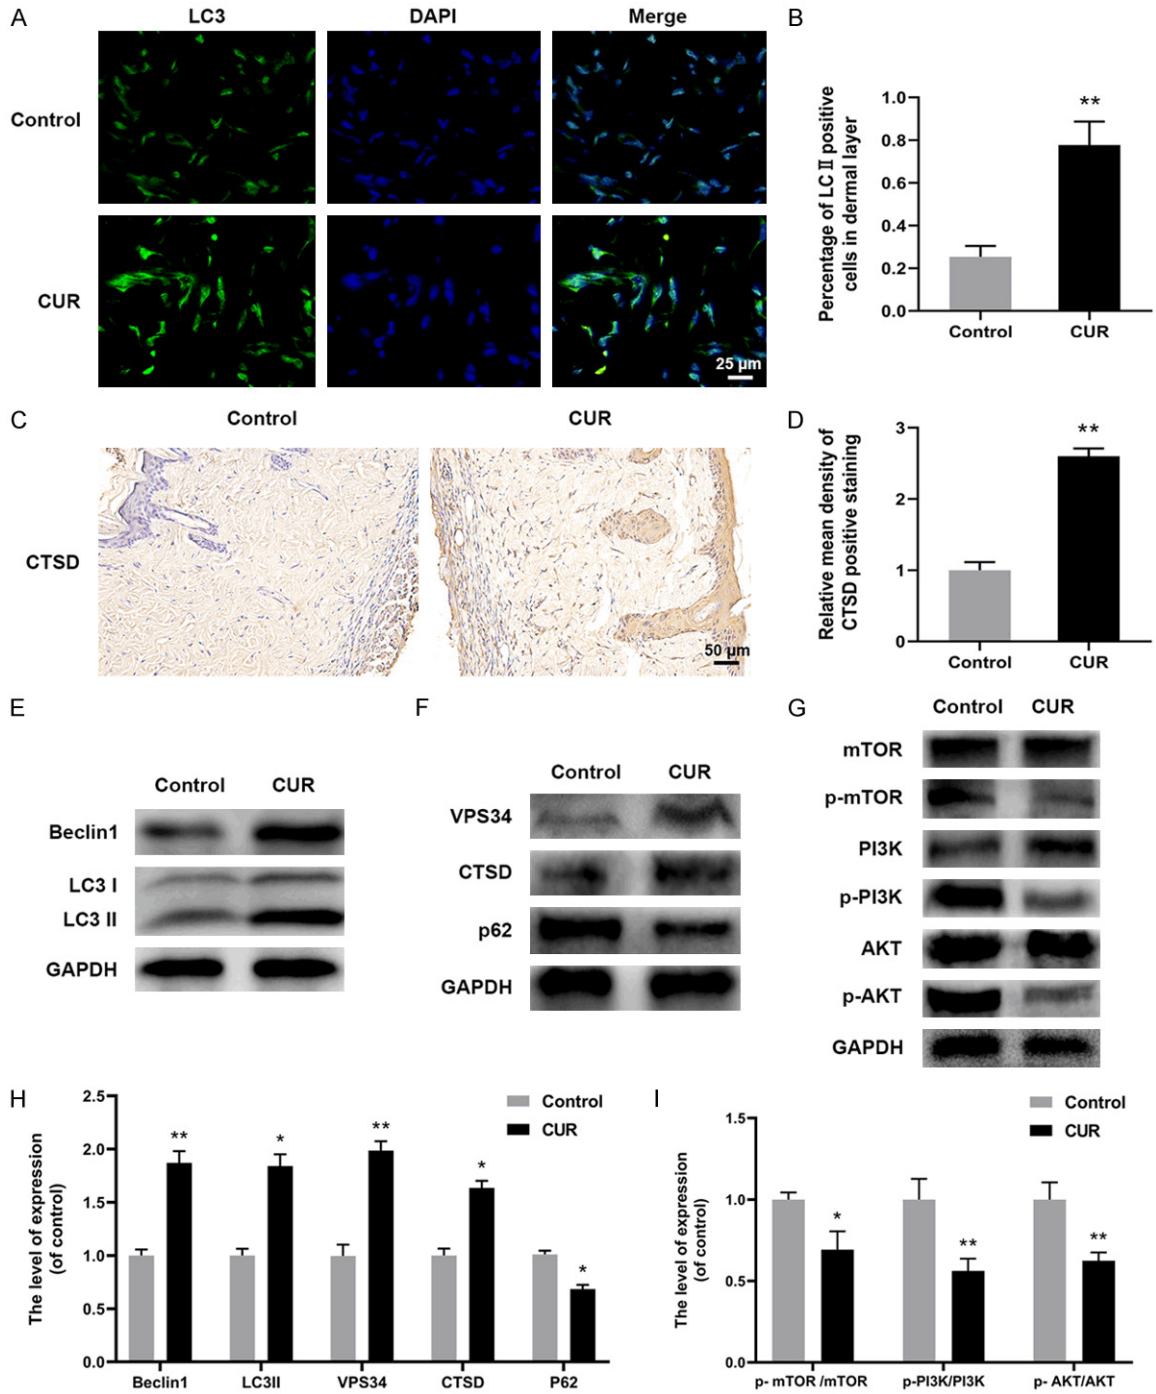 A
LC3
DAPI
Merge
Control
CUR
25 μm
B
Percentage of LC Ⅱ positive
cells in dermal layer
1.0
0.8
0.6
0.4
0.2
0.0
**
Control
CUR
C
Control
CUR
CTSD
50 μm
D
Relative mean density of
CTSD positive staining
3
2
1
0
**
Control
CUR
E
Control
CUR
Beclin1
LC3 I
LC3 II
GAPDH
F
Control
CUR
VPS34
CTSD
p62
GAPDH
G
Control
CUR
mTOR
p-mTOR
PI3K
p-PI3K
AKT
p-AKT
GAPDH
H
The level of expression
(of control)
2.5
2.0
1.5
1.0
0.5
0.0
Control
CUR
**
*
**
*
*
Beclin1
LC3II
VPS34
CTSD
P62
I
The level of expression
(of control)
1.5
1.0
0.5
0.0
Control
CUR
*
**
**
p- mTOR /mTOR
p-PI3K/PI3K
p- AKT/AKT